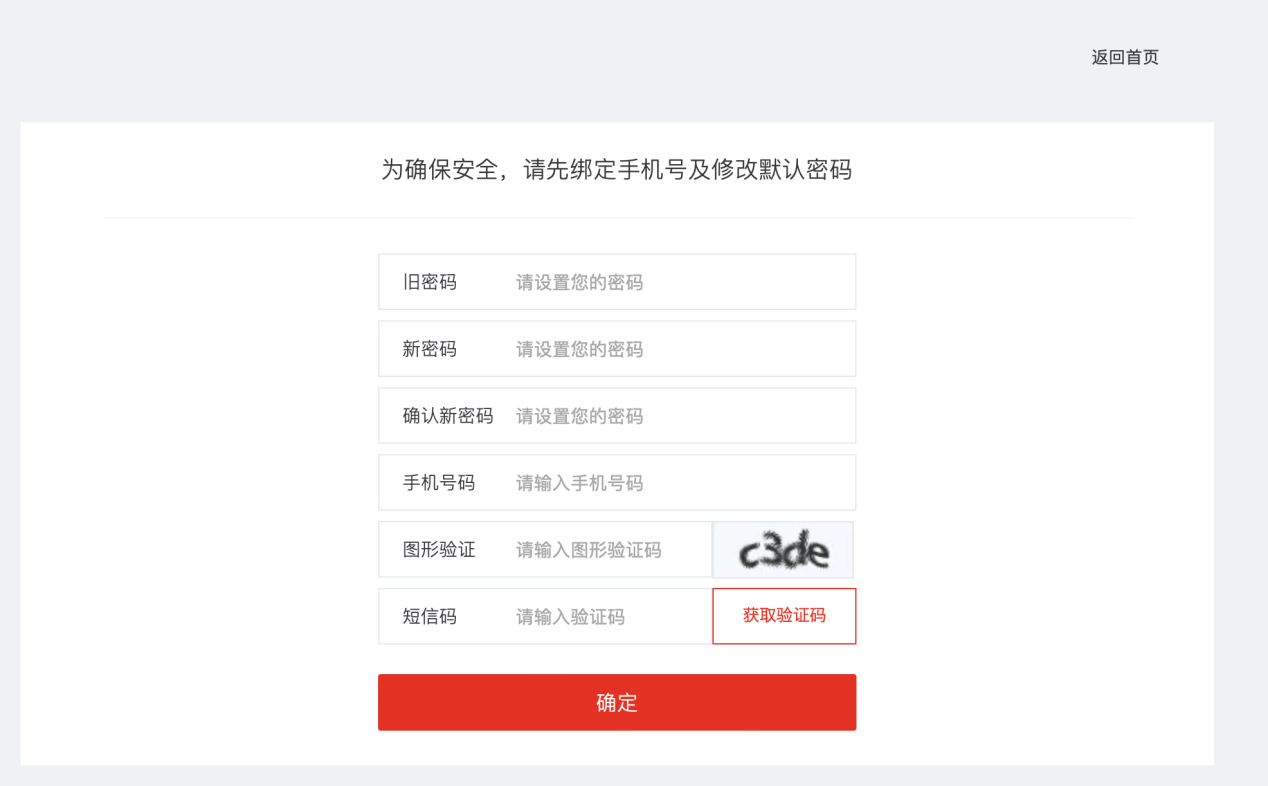 返回首页
为确保安全，请先绑定手机号及修改默认密码
旧密码 请设置您的密码
新密码 请设置您的密码
确认新密码 请设置您的密码
手机号码 请输入手机号码
图形验证 请输入图形验证码 c3de
短信码 请输入验证码 获取验证码
确定